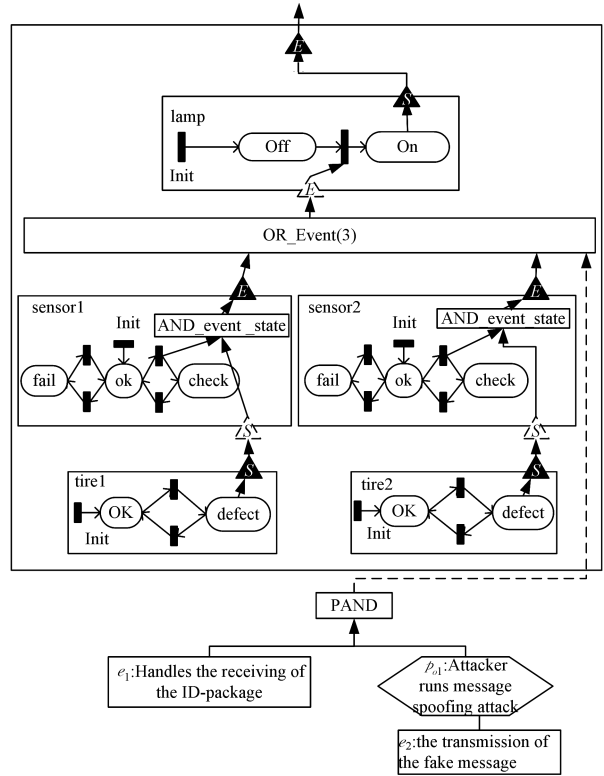 E
S
lamp
Off
On
Init
E
OR_Event(3)
E
E
sensor1
sensor2
Init
AND_event_state
Init
AND_event_state
fail
ok
check
fail
ok
check
S
S
S
S
tire1
tire2
OK
defect
OK
defect
Init
Init
PAND
e1:Handles the receiving of
the ID-package
po1:Attacker
runs message
spoofing attack
e2:the transmission of
the fake message